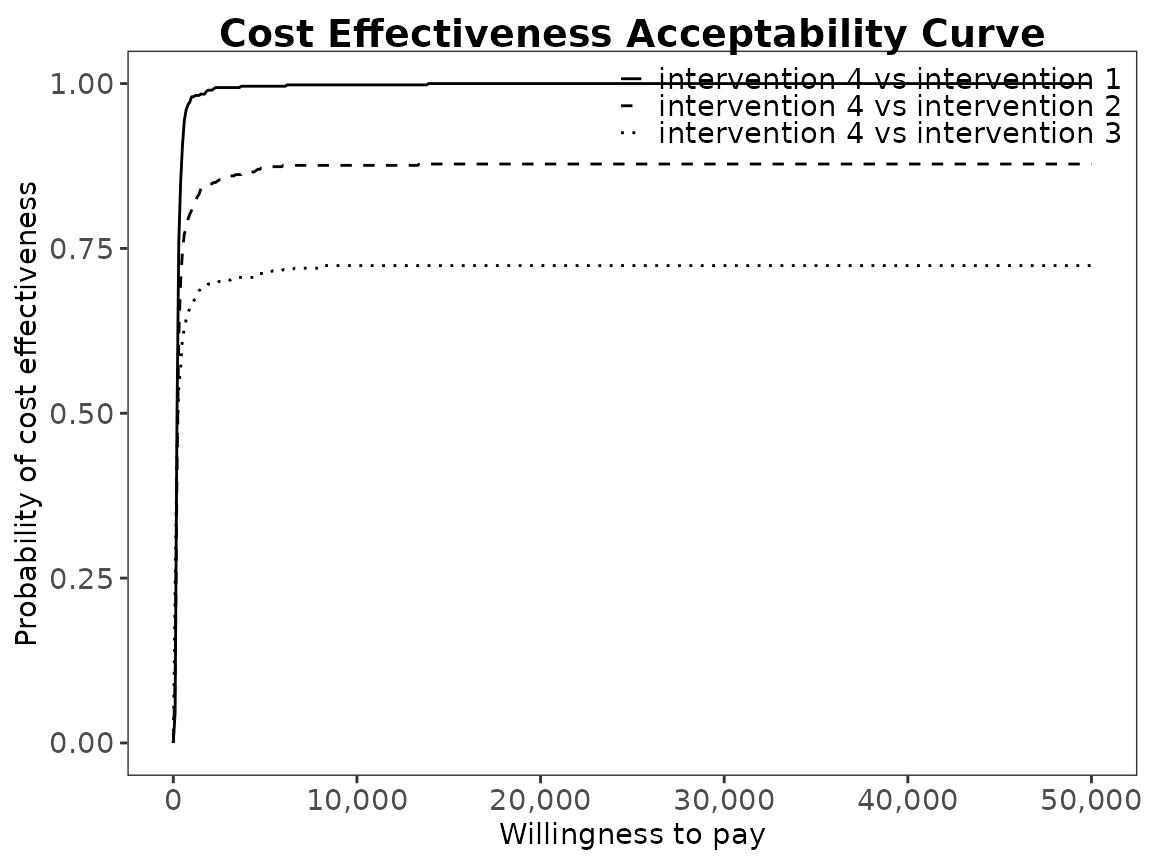 Cost Effectiveness Acceptability Curve
intervention 4 vs intervention 1
intervention 4 vs intervention 2
intervention 4 vs intervention 3
Probability of cost effectiveness
1.00
0.75
0.50
0.25
0.00
0 10,000 20,000 30,000 40,000 50,000
Willingness to pay